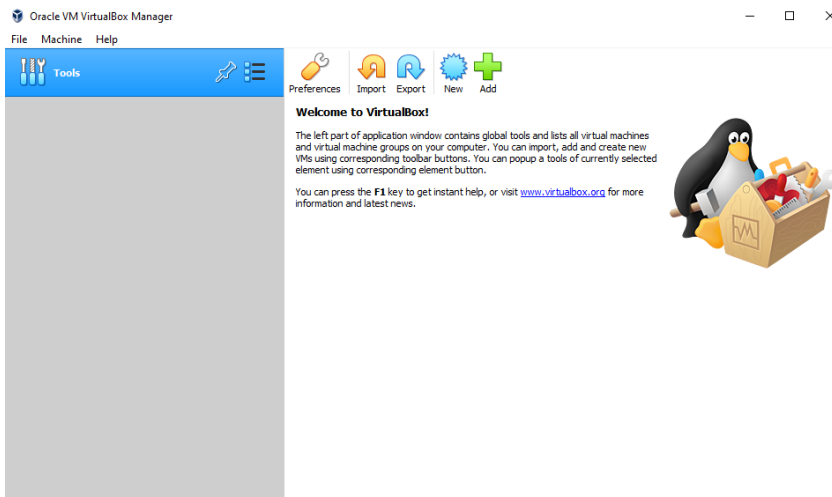 Oracle VM VirtualBox Manager
File Machine Help
Tools
Preferences Import Export New Add
Welcome to VirtualBox!
The left part of application window contains global tools and lists all virtual machines
and virtual machine groups on your computer. You can import, add and create new
VMs using corresponding toolbar buttons. You can popup a tools of currently selected
element using corresponding element button.
You can press the F1 key to get instant help, or visit www.virtualbox.org for more
information and latest news.